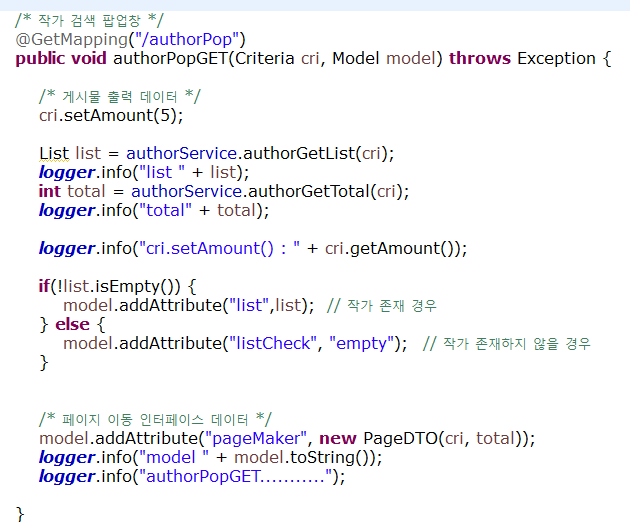 /* 작가 검색 팝업창 */
@GetMapping("/authorPop")
public void authorPopGET(Criteria cri, Model model) throws Exception {
/* 게시물 출력 데이터 */
cri.setAmount(5);
List list = authorService.authorGetList(cri);
logger.info("list " + list);
int total = authorService.authorGetTotal(cri);
logger.info("total" + total);
logger.info("cri.setAmount() : " + cri.getAmount());
if(!list.isEmpty()) {
model.addAttribute("list",list); // 작가 존재 경우
} else {
model.addAttribute("listCheck", "empty"); // 작가 존재하지 않을 경우
}
/* 페이지 이동 인터페이스 데이터 */
model.addAttribute("pageMaker", new PageDTO(cri, total));
logger.info("model " + model.toString());
logger.info("authorPopGET...........");
}